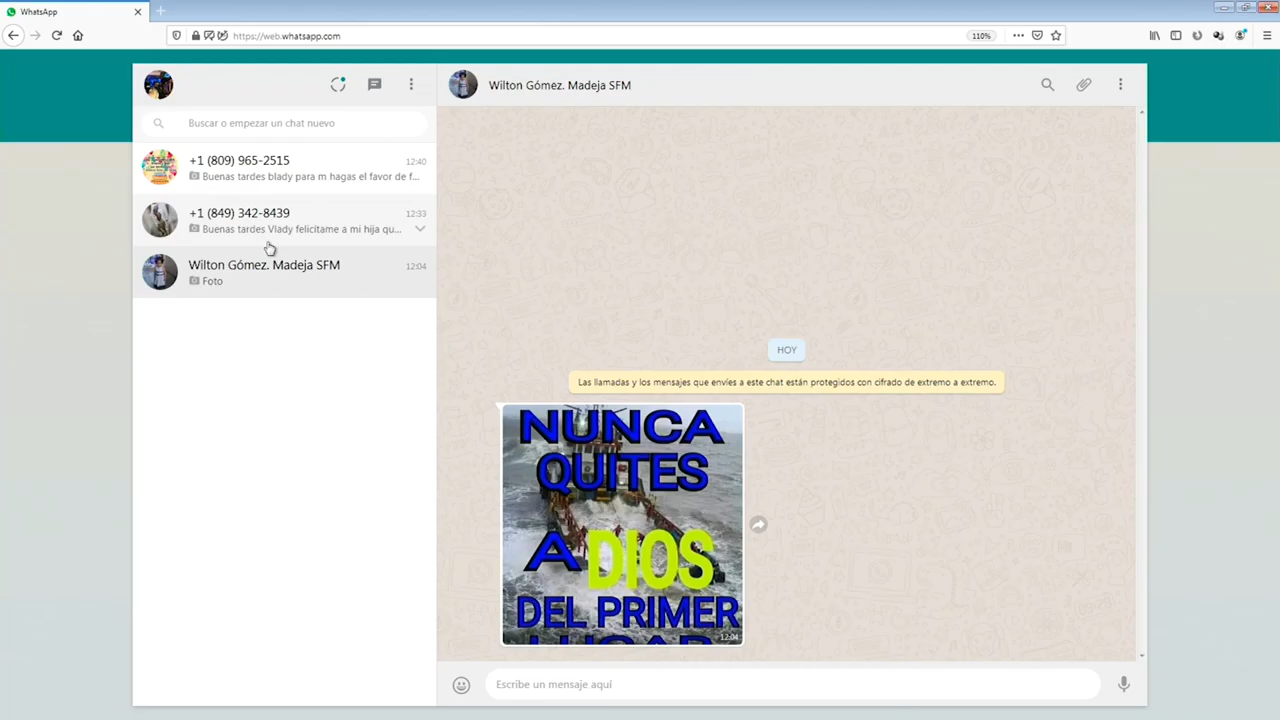 WhatsApp
https://web.whatsapp.com
110%
Buscar o empezar un chat nuevo
+1 (809) 965-2515
12:40
Buenas tardes blady para m hagas el favor de f...
+1 (849) 342-8439
12:33
Buenas tardes Vlady felicítame a mi hija qu...
Wilton Gómez. Madeja SFM
12:04
Foto
Wilton Gómez. Madeja SFM
HOY
Las llamadas y los mensajes que envíes a este chat están protegidos con cifrado de extremo a extremo.
NUNCA
QUITES
A DIOS
DEL PRIMER
LUGAR
12:04
Escribe un mensaje aquí